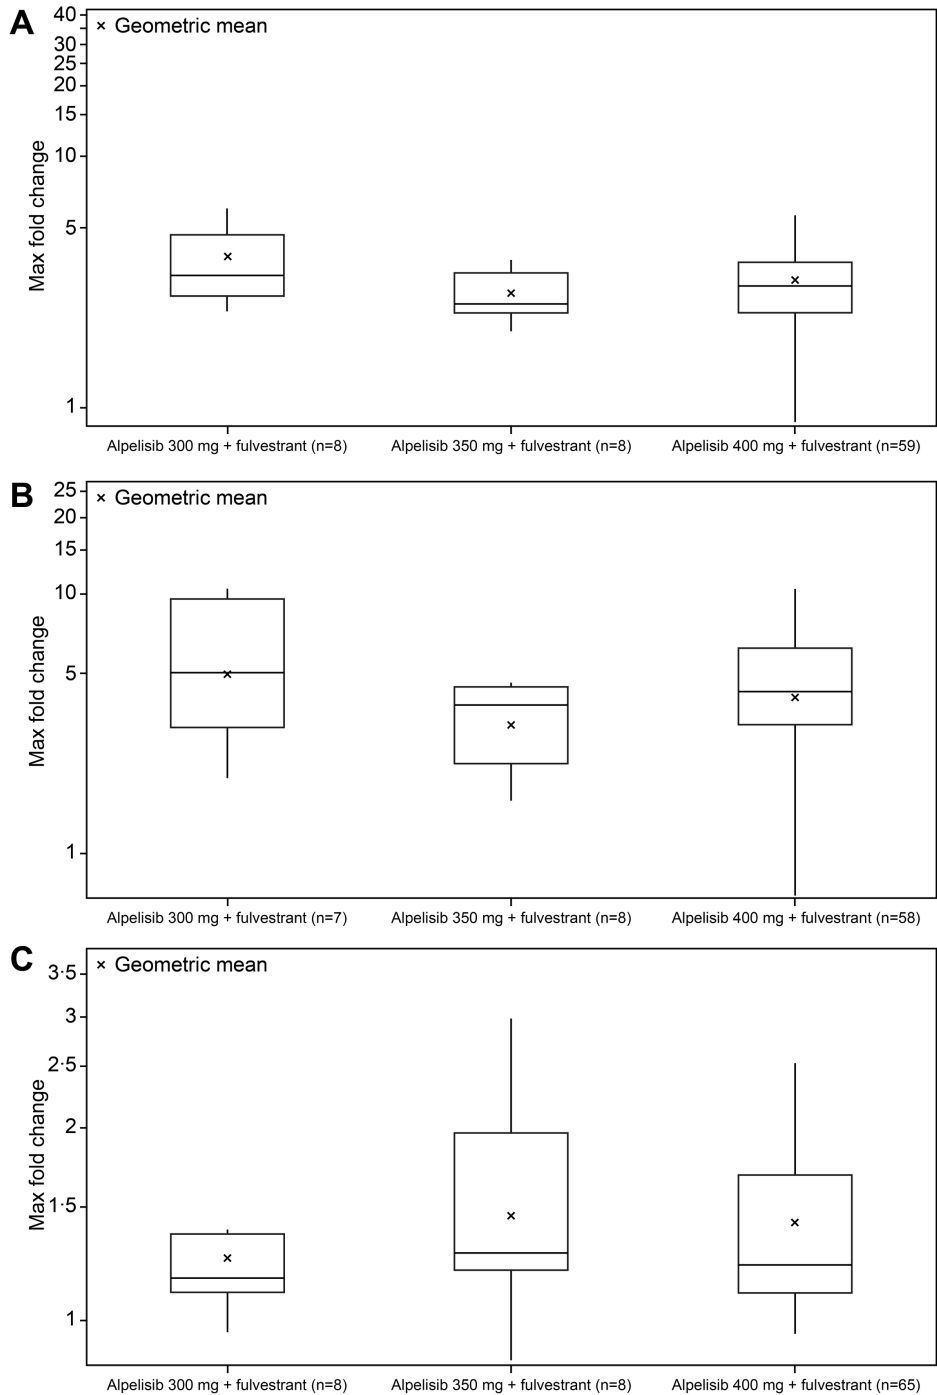 A
× Geometric mean
40
30
25
20
15
10
5
1
Max fold change
Alpelisib 300 mg + fulvestrant (n=8)
Alpelisib 350 mg + fulvestrant (n=8)
Alpelisib 400 mg + fulvestrant (n=59)
B
× Geometric mean
25
20
15
10
5
1
Max fold change
Alpelisib 300 mg + fulvestrant (n=7)
Alpelisib 350 mg + fulvestrant (n=8)
Alpelisib 400 mg + fulvestrant (n=58)
C
× Geometric mean
3·5
3
2·5
2
1·5
1
Max fold change
Alpelisib 300 mg + fulvestrant (n=8)
Alpelisib 350 mg + fulvestrant (n=8)
Alpelisib 400 mg + fulvestrant (n=65)